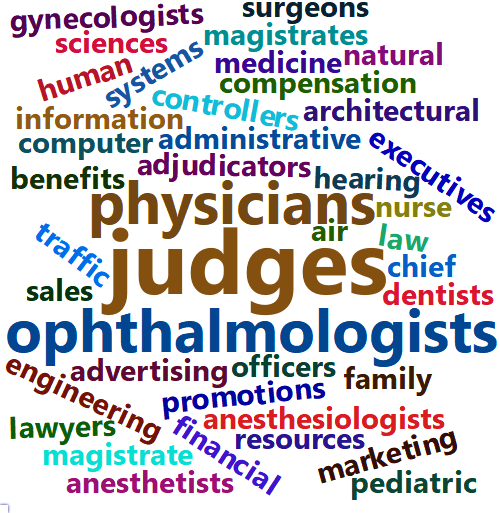 surgeons
gynecologists
magistrates
sciences
natural
medicine
human
systems
compensation
controllers
architectural
information
administrative
computer
executives
adjudicators
benefits
hearing
physicians
nurse
air
law
traffic
judges
chief
sales
dentists
ophthalmologists
officers
advertising
family
engineering
promotions
anesthesiologists
lawyers
resources
financial
marketing
magistrate
anesthetists
pediatric